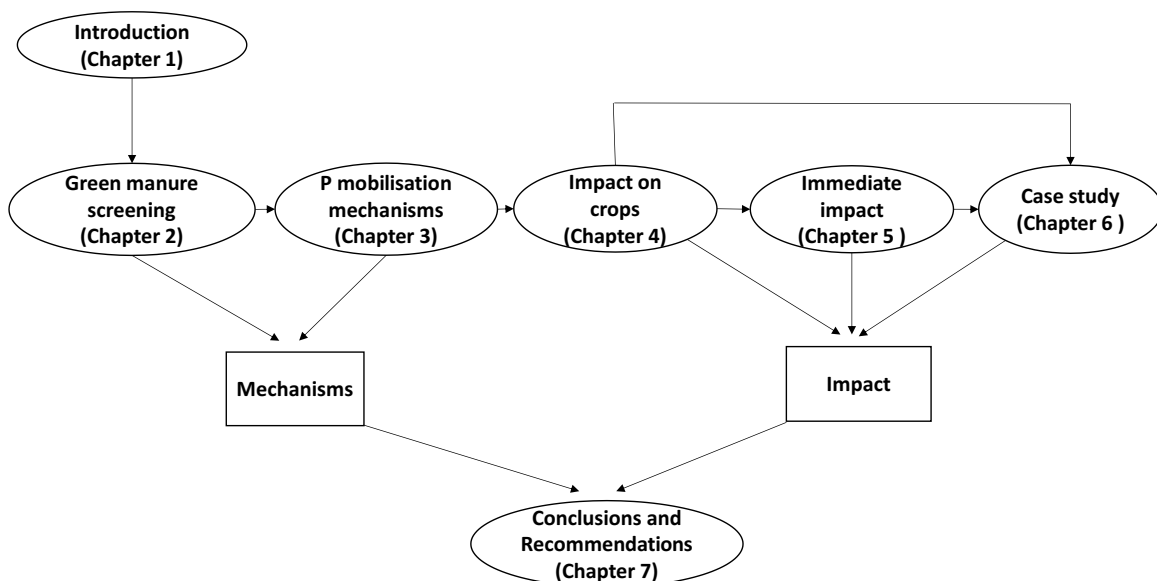 Introduction
(Chapter 1)
Green manure
screening
(Chapter 2)
P mobilisation
mechanisms
(Chapter 3)
Impact on
crops
(Chapter 4)
Immediate
impact
(Chapter 5 )
Case study
(Chapter 6 )
Mechanisms
Impact
Conclusions and
Recommendations
(Chapter 7)